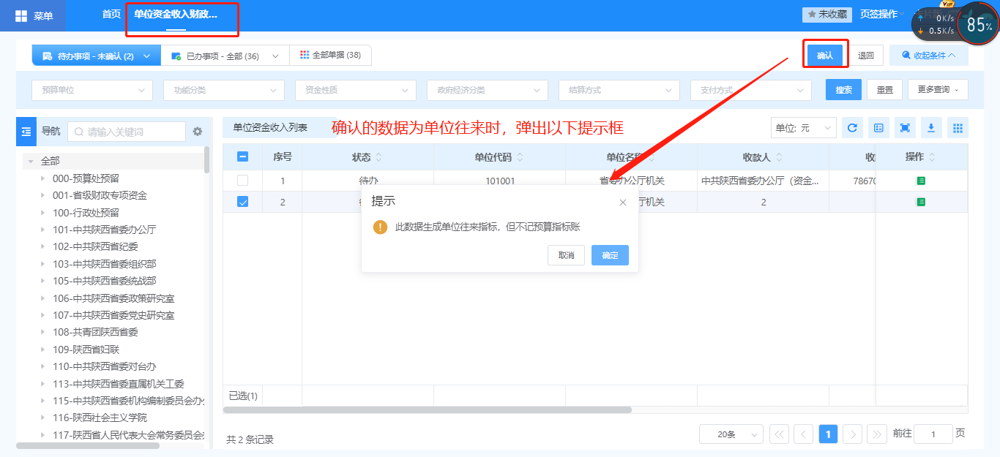 菜单 首页 单位资金收入财政... 未收藏 页签操作
VIP
0K/s
0.5K/s
85%
待办事项 - 未确认 (2) 已办事项 - 全部 (36) 全部单据 (38) 确认 退回 收起条件
预算单位 功能分类 资金性质 政府经济分类 结算方式 支付方式 搜索 重置 更多查询
导航 请输入关键词
单位资金收入列表 确认的数据为单位往来时，弹出以下提示框 单位: 元
序号 状态 单位代码 单位名称 收款人 收 操作
1 待办 101001 省委办公厅机关 中共陕西省委办公厅（资金... 7867
2 厅机关 2
提示
此数据生成单位往来指标，但不记预算指标账
取消 确定
全部
000-预算处预留
001-省级财政专项资金
100-行政处预留
101-中共陕西省委办公厅
102-中共陕西省纪委
103-中共陕西省委组织部
105-中共陕西省委统战部
106-中共陕西省委政策研究室
107-中共陕西省委党史研究室
108-共青团陕西省委
109-陕西省妇联
110-中共陕西省委对台办
113-中共陕西省委直属机关工委
115-中共陕西省委机构编制委员会办
116-陕西社会主义学院
117-陕西省人民代表大会常务委员会
已选(1)
共 2 条记录 20条 1 前往 1 页